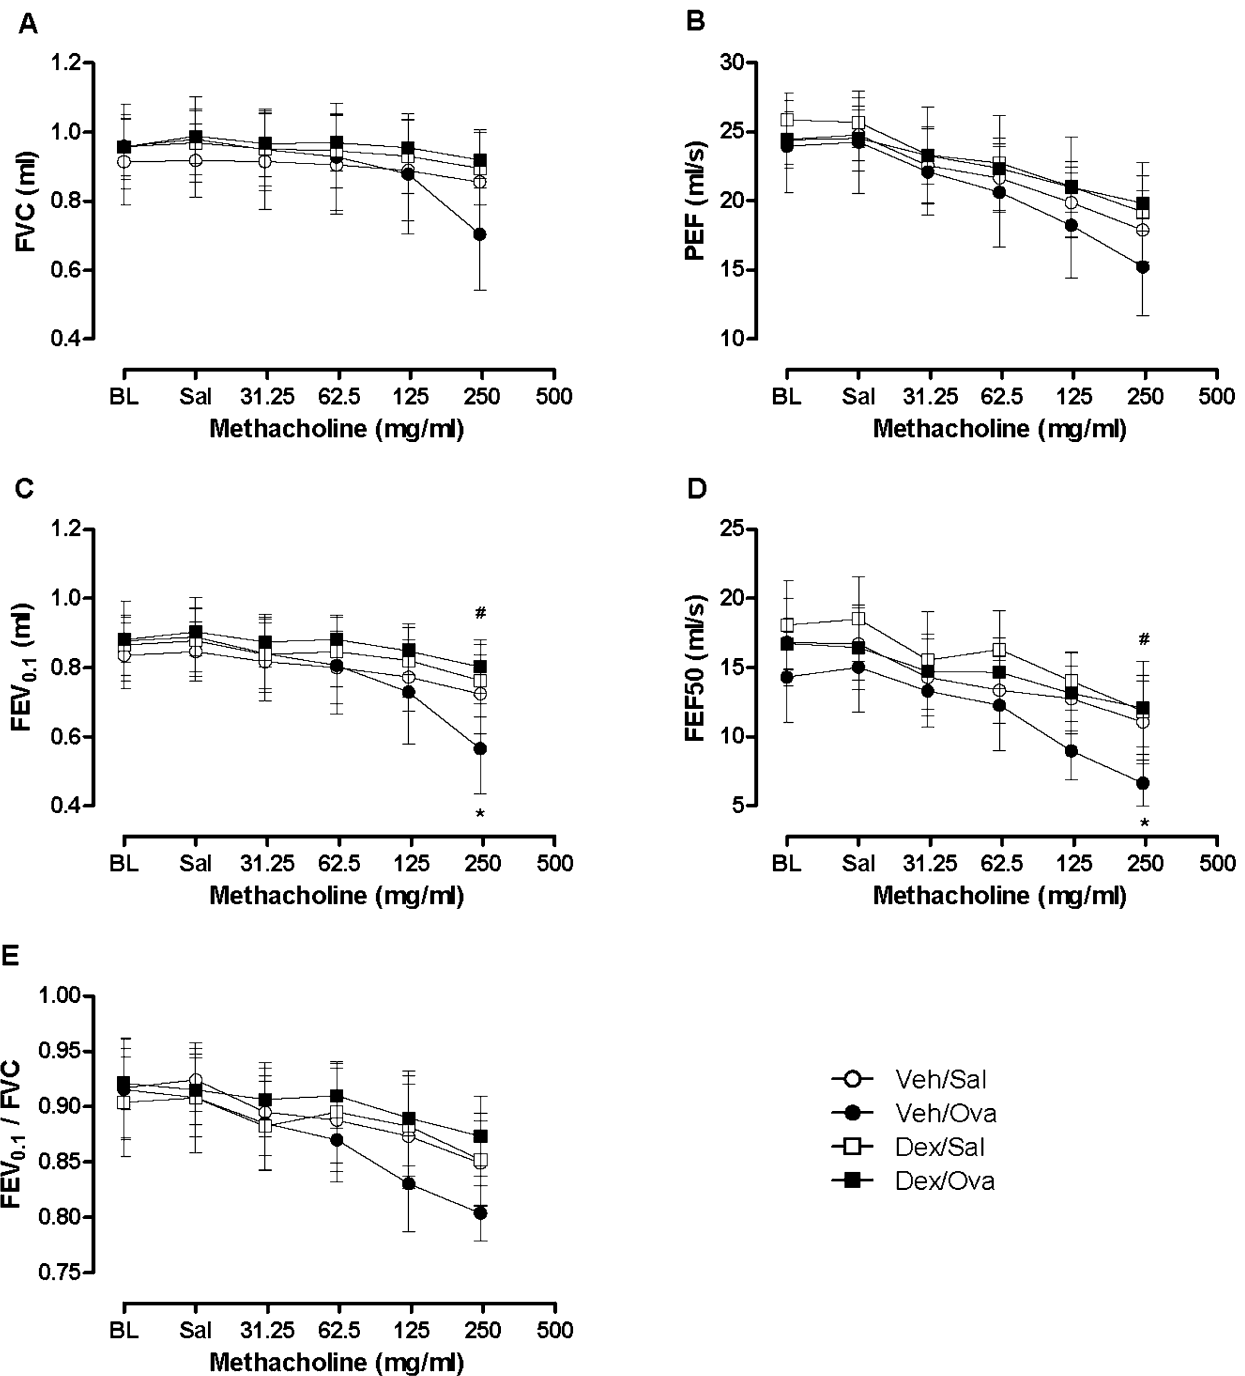 A
1.2
1.0
0.8
0.6
0.4
FVC (ml)
BL Sal 31.25 62.5 125 250 500
Methacholine (mg/ml)
B
30
25
20
15
10
PEF (ml/s)
BL Sal 31.25 62.5 125 250 500
Methacholine (mg/ml)
C
1.2
1.0
0.8
0.6
0.4
FEV0.1 (ml)
#
*
BL Sal 31.25 62.5 125 250 500
Methacholine (mg/ml)
D
25
20
15
10
5
FEF50 (ml/s)
#
*
BL Sal 31.25 62.5 125 250 500
Methacholine (mg/ml)
E
1.00
0.95
0.90
0.85
0.80
0.75
FEV0.1 / FVC
BL Sal 31.25 62.5 125 250 500
Methacholine (mg/ml)
Veh/Sal
Veh/Ova
Dex/Sal
Dex/Ova